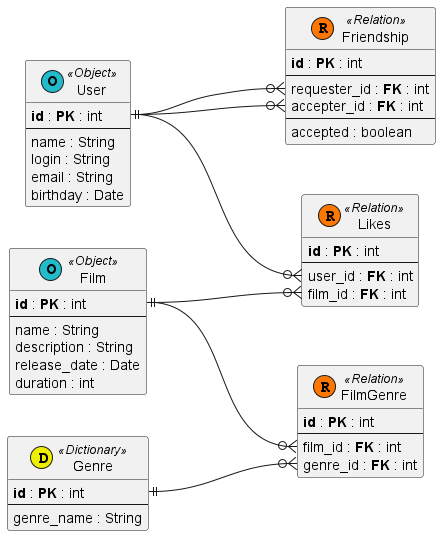 O «Object»
User
id : PK : int
name : String
login : String
email : String
birthday : Date
R «Relation»
Friendship
id : PK : int
requester_id : FK : int
accepter_id : FK : int
accepted : boolean
R «Relation»
Likes
id : PK : int
user_id : FK : int
film_id : FK : int
O «Object»
Film
id : PK : int
name : String
description : String
release_date : Date
duration : int
R «Relation»
FilmGenre
id : PK : int
film_id : FK : int
genre_id : FK : int
D «Dictionary»
Genre
id : PK : int
genre_name : String